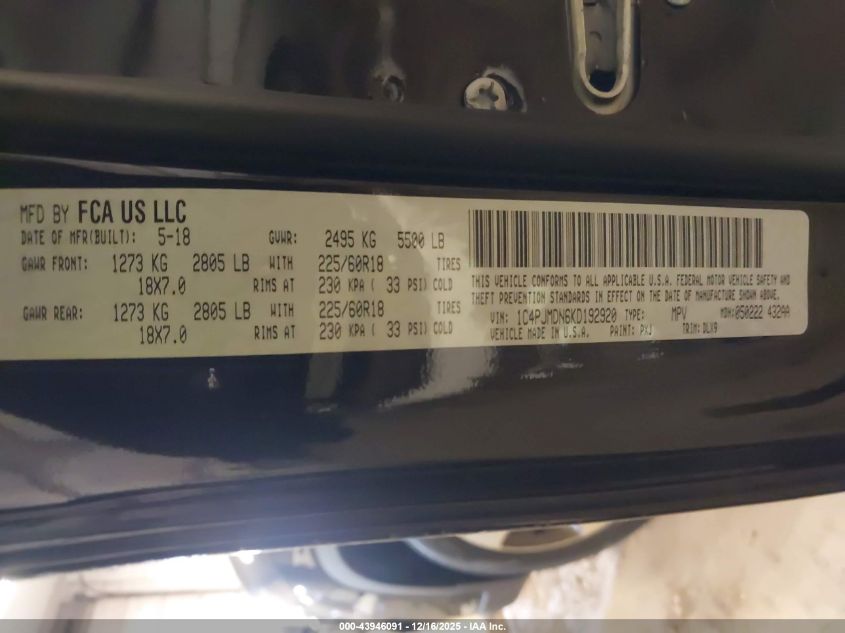 MFD BY FCA US LLC
DATE OF MFR(BUILT): 5-18 GVWR: 2495 KG 5500 LB
GAWR FRONT: 1273 KG 2805 LB WITH 225/60R18 TIRES
18X7.0 RIMS AT 230 KPA ( 33 PSI) COLD
GAWR REAR: 1273 KG 2805 LB WITH 225/60R18 TIRES
18X7.0 RIMS AT 230 KPA ( 33 PSI) COLD
THIS VEHICLE CONFORMS TO ALL APPLICABLE U.S.A. FEDERAL MOTOR VEHICLE SAFETY AND
THEFT PREVENTION STANDARDS IN EFFECT ON THE DATE OF MANUFACTURE SHOWN ABOVE.
VIN: 1C4PJMDN6KD192920 TYPE: MPV MDH: 050222 432AA
VEHICLE MADE IN U.S.A. PAINT: PXJ TRIM: DLX9
000-43946091 - 12/16/2025 - IAA Inc.